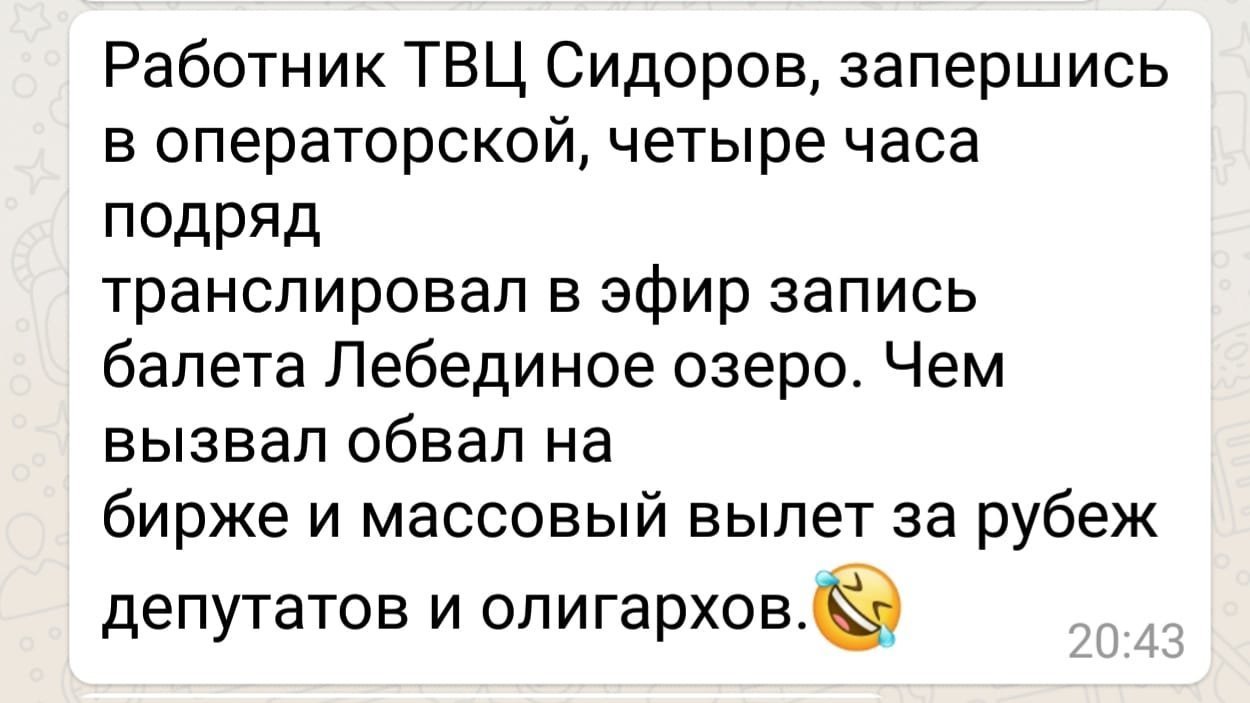 Работник ТВЦ Сидоров, запершись
в операторской, четыре часа
подряд
транслировал в эфир запись
балета Лебединое озеро. Чем
вызвал обвал на
бирже и массовый вылет за рубеж
депутатов и олигархов.🤣
20:43